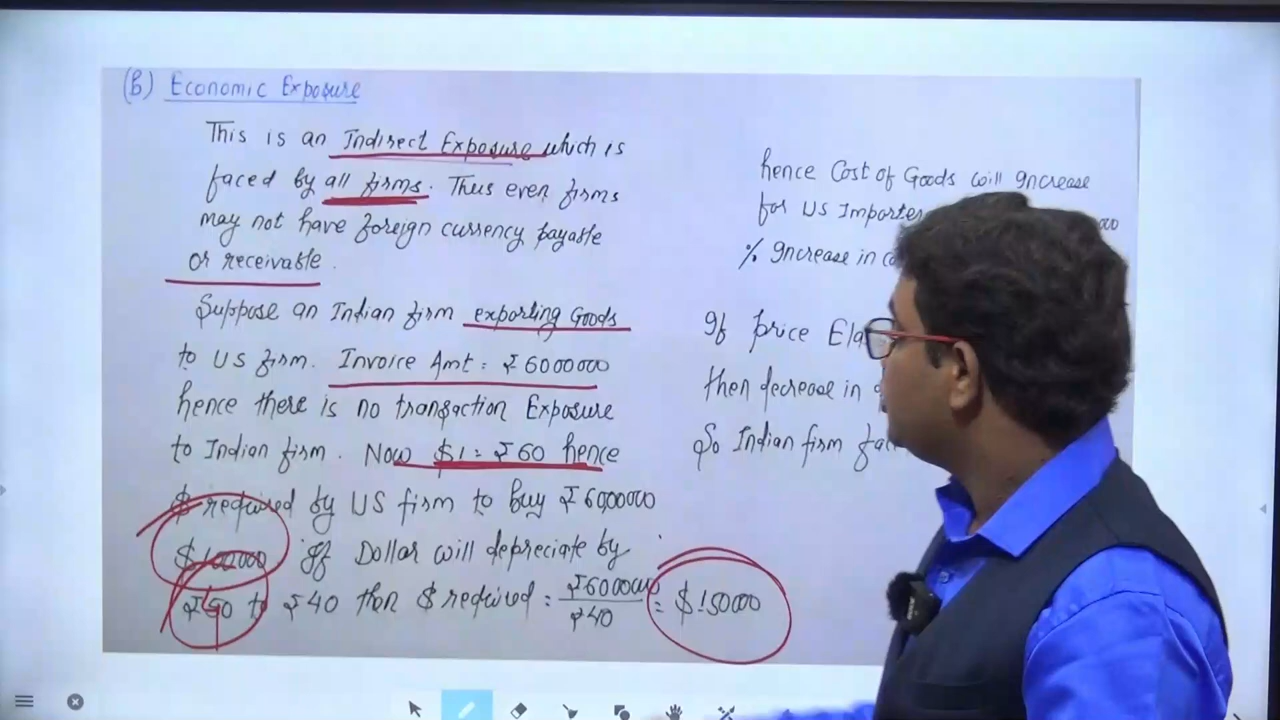 (B) Economic Exposure
This is an Indirect Exposure which is
faced by all firms. Thus even firms
may not have foreign currency payable
or receivable.
Suppose an Indian firm exporting Goods
to US firm. Invoice Amt: ₹6000000
hence there is no transaction Exposure
to Indian firm. Now $1 = ₹60 hence
$ required by US firm to buy ₹6000000
$100000 If Dollar will depreciate by
to ₹40 then $ required = ₹6000000 / ₹40 = $150000
hence Cost of Goods will increase
for US Importer
% increase in
If price
then decrease in
So Indian firm